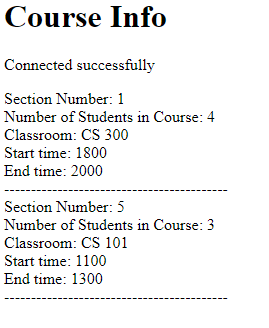 Course Info
Connected successfully
Section Number: 1
Number of Students in Course: 4
Classroom: CS 300
Start time: 1800
End time: 2000
------------------------------------------
Section Number: 5
Number of Students in Course: 3
Classroom: CS 101
Start time: 1100
End time: 1300
------------------------------------------